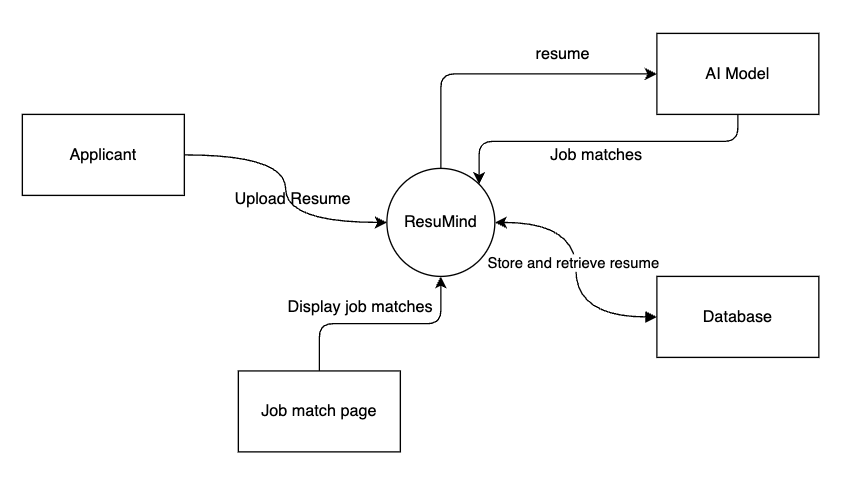 resume
AI Model
Applicant
Job matches
Upload Resume
ResuMind
Store and retrieve resume
Display job matches
Database
Job match page